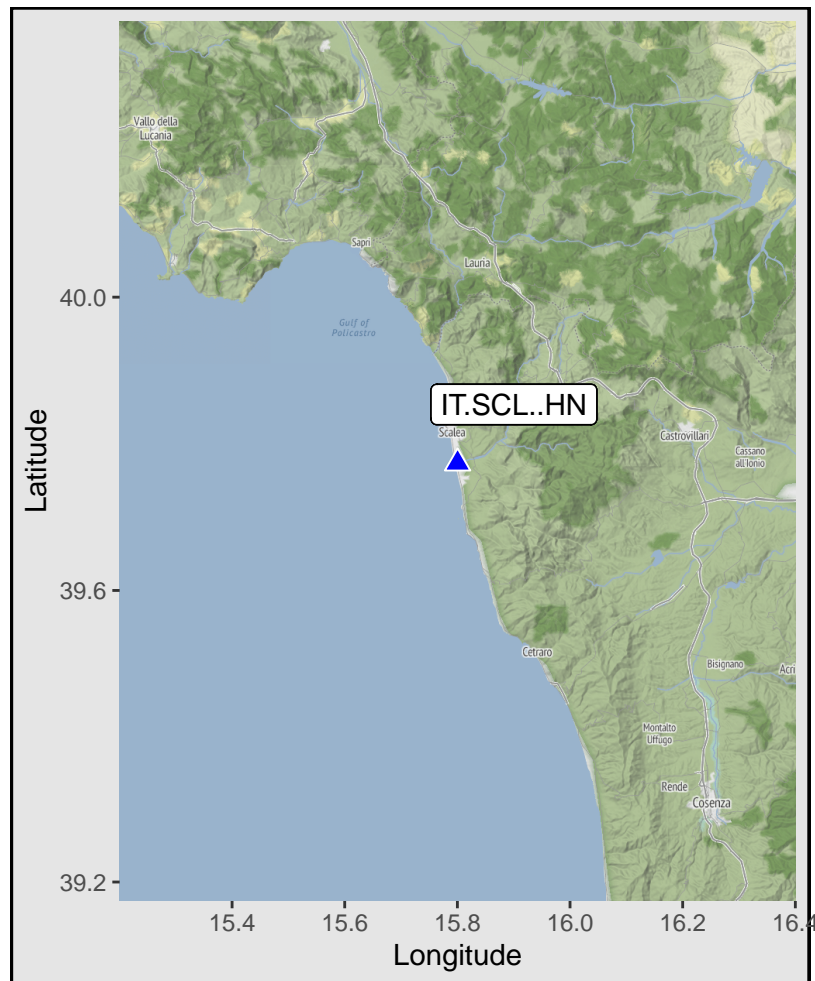 Vallo della
Lucania
Sapri
Lauria
40.0
Gulf of
Policastro
IT.SCL..HN
Scalea
Castrovillari
Cassano
all'Ionio
Latitude
39.6
Cetraro
Bisignano
Acri
Montalto
Uffugo
Rende
Cosenza
39.2
15.4 15.6 15.8 16.0 16.2 16.4
Longitude